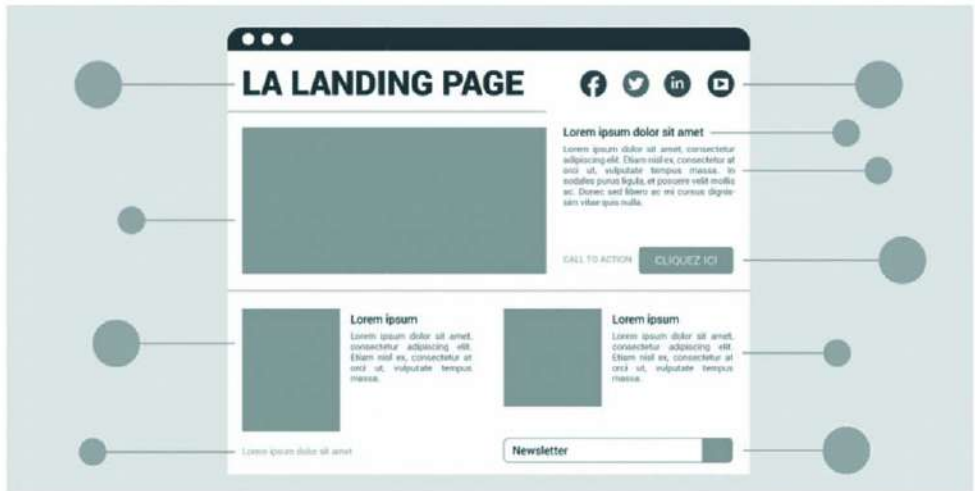 LA LANDING PAGE
in
Lorem ipsum dolor sit amet
Lorem ipsum dolor sit amet, consectetur
adipiscing elit. Etiam nisl ex, consectetur at
orci ut, vulputate tempus massa. In
sodales purus ligula, et posuere velit mollis
ac. Donec sed libero ac mi cursus dignis-
sim vitae quis nulla.
CALL TO ACTION
CLIQUEZ ICI
Lorem ipsum
Lorem ipsum dolor sit amet,
consectetur adipiscing elit.
Etiam nisl ex, consectetur at
orci ut, vulputate tempus
massa.
Lorem ipsum
Lorem ipsum dolor sit amet,
consectetur adipiscing elit.
Etiam nisl ex, consectetur at
orci ut, vulputate tempus
massa.
Lorem ipsum dolor sit amet
Newsletter